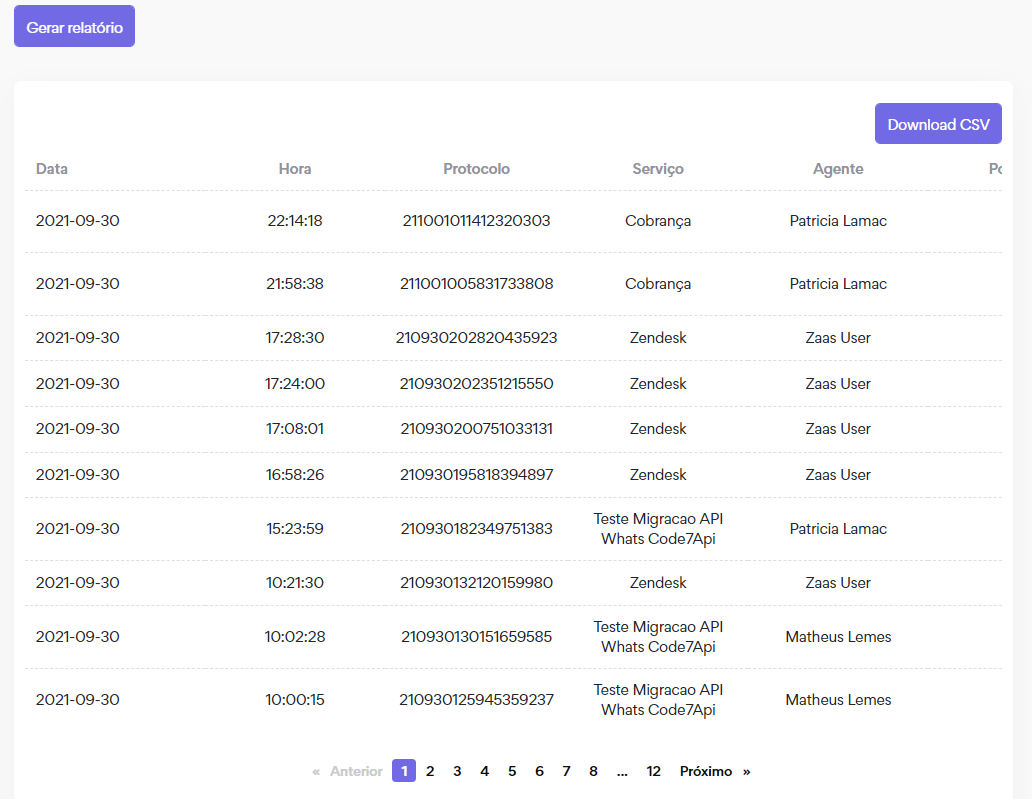 Gerar relatório
Download CSV
Data Hora Protocolo Serviço Agente Po
2021-09-30 22:14:18 211001011412320303 Cobrança Patricia Lamac
2021-09-30 21:58:38 211001005831733808 Cobrança Patricia Lamac
2021-09-30 17:28:30 210930202820435923 Zendesk Zaas User
2021-09-30 17:24:00 210930202351215550 Zendesk Zaas User
2021-09-30 17:08:01 210930200751033131 Zendesk Zaas User
2021-09-30 16:58:26 210930195818394897 Zendesk Zaas User
2021-09-30 15:23:59 210930182349751383 Teste Migracao API Patricia Lamac
Whats Code7Api
2021-09-30 10:21:30 210930132120159980 Zendesk Zaas User
2021-09-30 10:02:28 210930130151659585 Teste Migracao API Matheus Lemes
Whats Code7Api
2021-09-30 10:00:15 210930125945359237 Teste Migracao API Matheus Lemes
Whats Code7Api
« Anterior 1 2 3 4 5 6 7 8 ... 12 Próximo »